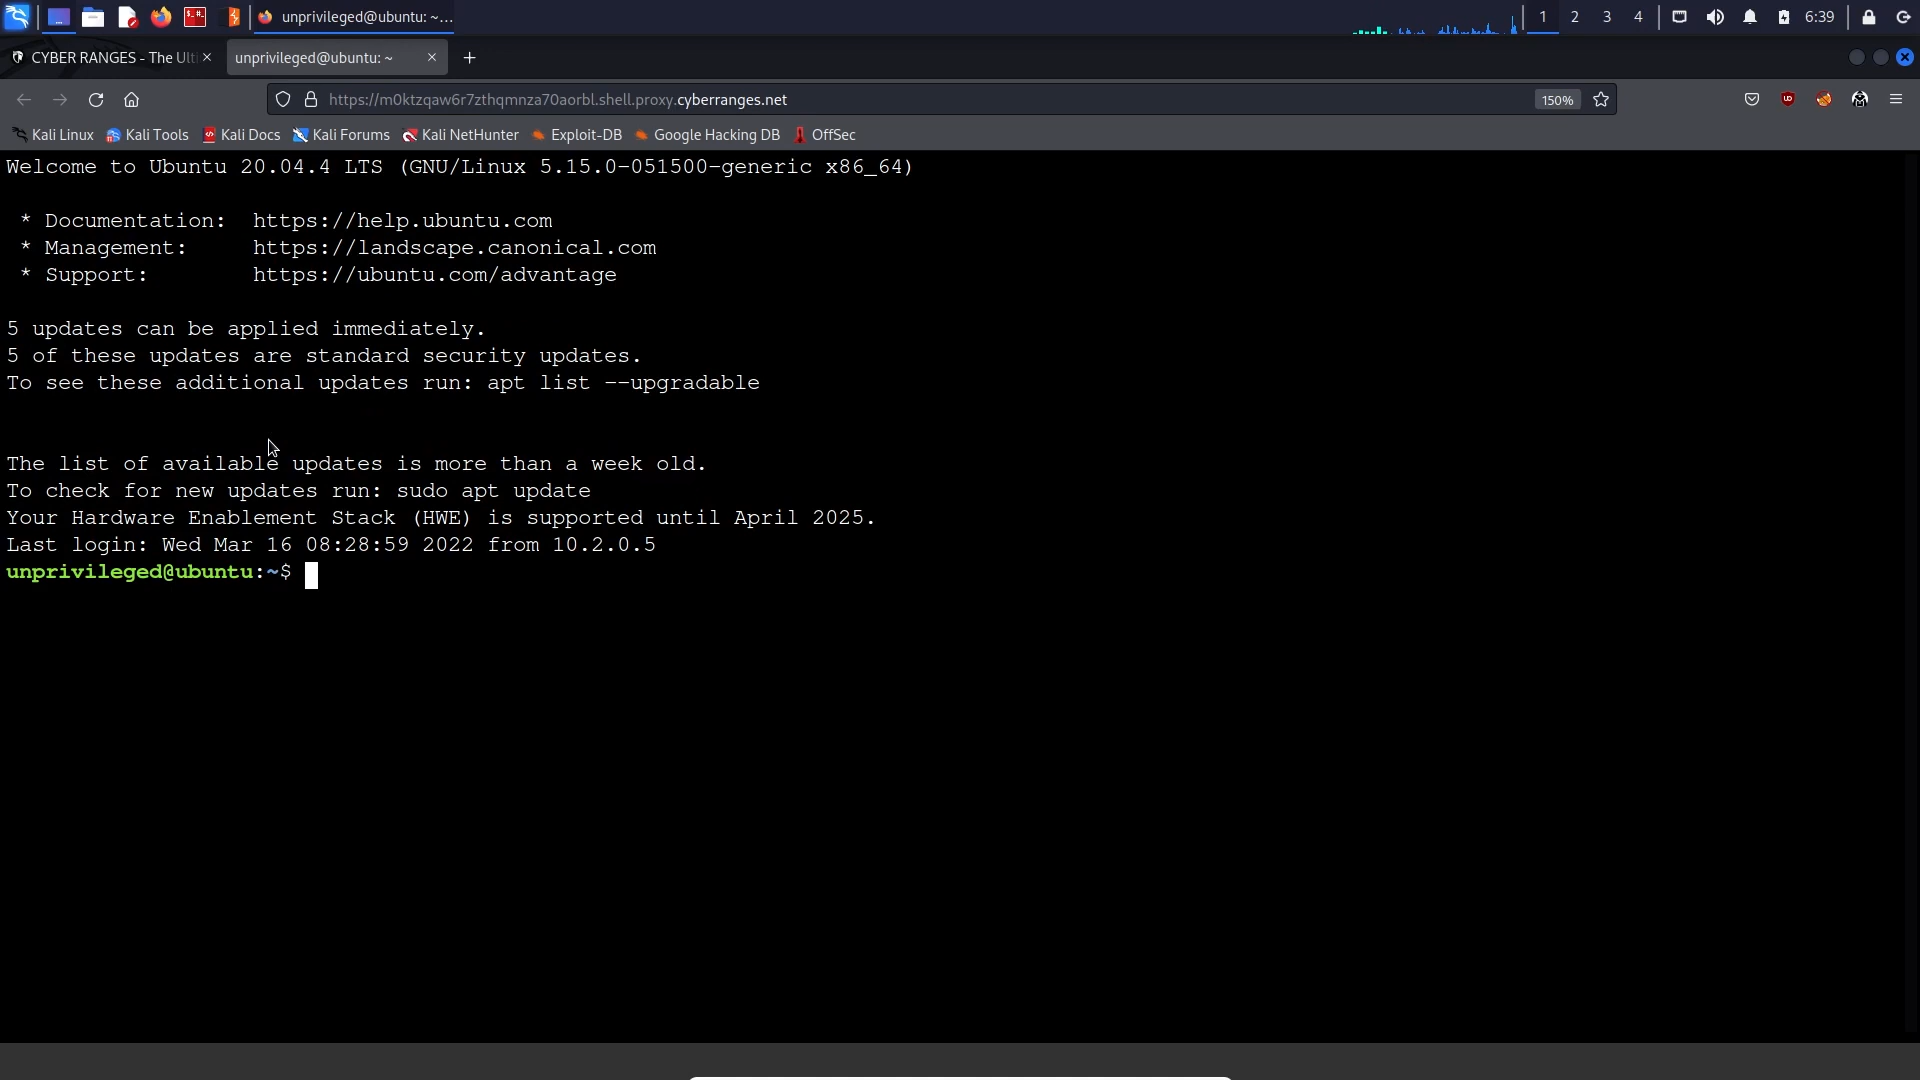 unprivileged@ubuntu: ~...
1 2 3 4
6:39
CYBER RANGES - The Ulti
unprivileged@ubuntu: ~
https://m0ktzqaw6r7zthqmnza70aorbl.shell.proxy.cyberranges.net
150%
Kali Linux Kali Tools Kali Docs Kali Forums Kali NetHunter Exploit-DB Google Hacking DB OffSec
Welcome to Ubuntu 20.04.4 LTS (GNU/Linux 5.15.0-051500-generic x86_64)
* Documentation: https://help.ubuntu.com
* Management: https://landscape.canonical.com
* Support: https://ubuntu.com/advantage
5 updates can be applied immediately.
5 of these updates are standard security updates.
To see these additional updates run: apt list --upgradable
The list of available updates is more than a week old.
To check for new updates run: sudo apt update
Your Hardware Enablement Stack (HWE) is supported until April 2025.
Last login: Wed Mar 16 08:28:59 2022 from 10.2.0.5
unprivileged@ubuntu:~$